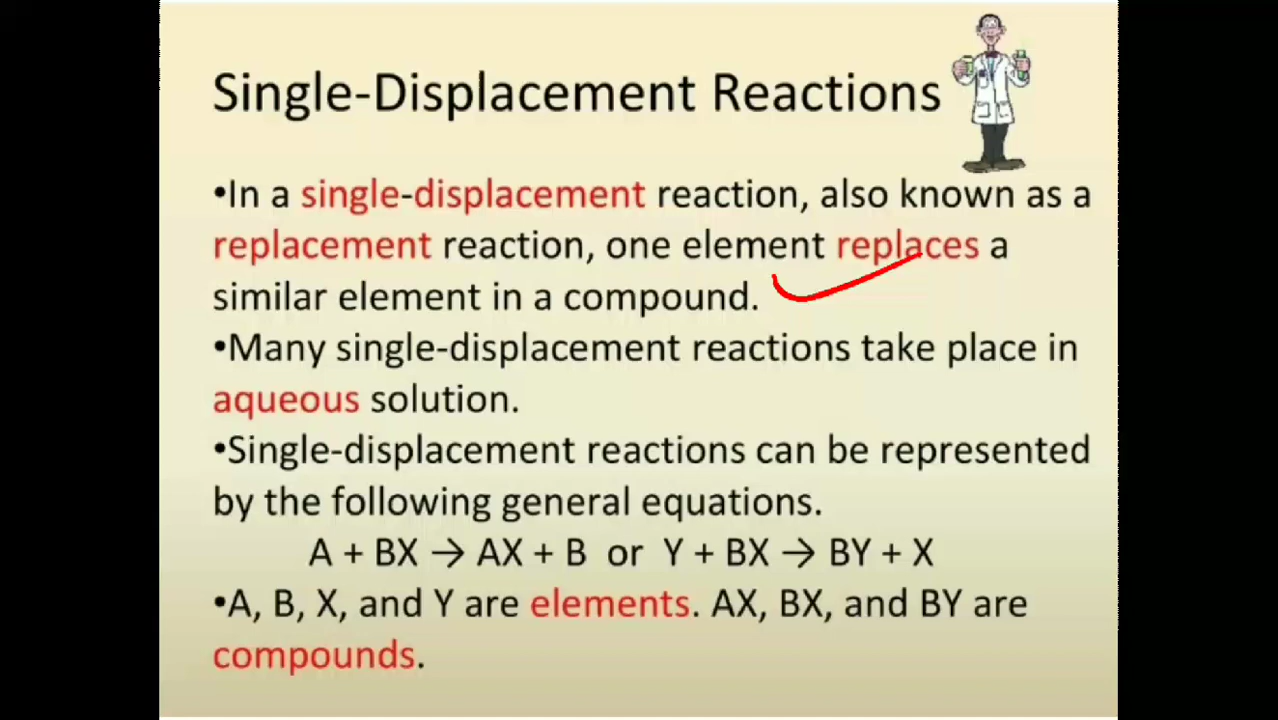 Single-Displacement Reactions
•In a single-displacement reaction, also known as a
replacement reaction, one element replaces a
similar element in a compound.
•Many single-displacement reactions take place in
aqueous solution.
•Single-displacement reactions can be represented
by the following general equations.
A + BX → AX + B or Y + BX → BY + X
•A, B, X, and Y are elements. AX, BX, and BY are
compounds.